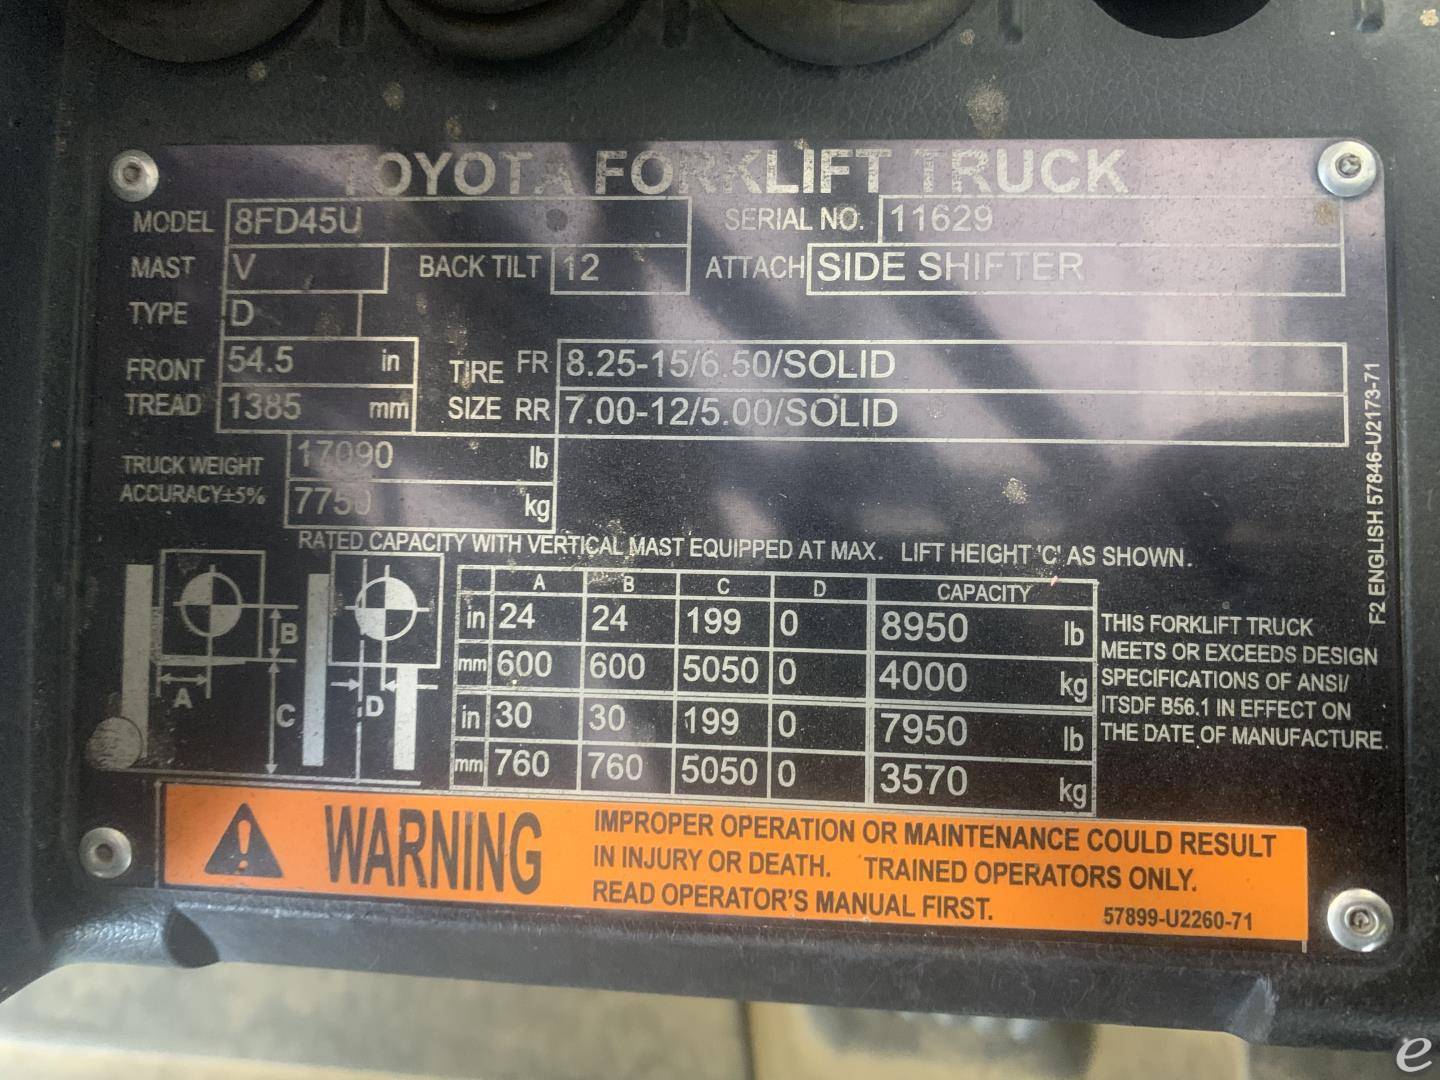 TOYOTA FORKLIFT TRUCK
MODEL 8FD45U SERIAL NO. 11629
MAST V BACK TILT 12 ATTACH SIDE SHIFTER
TYPE D
FRONT TREAD 54.5 in TIRE SIZE FR 8.25-15/6.50/SOLID
1385 mm RR 7.00-12/5.00/SOLID
TRUCK WEIGHT 17090 lb
ACCURACY±5% 7750 kg
RATED CAPACITY WITH VERTICAL MAST EQUIPPED AT MAX. LIFT HEIGHT 'C' AS SHOWN.
A B C D CAPACITY
in 24 24 199 0 8950 lb
mm 600 600 5050 0 4000 kg
in 30 30 199 0 7950 lb
mm 760 760 5050 0 3570 kg
B
A
C
D
THIS FORKLIFT TRUCK
MEETS OR EXCEEDS DESIGN
SPECIFICATIONS OF ANSI/
ITSDF B56.1 IN EFFECT ON
THE DATE OF MANUFACTURE.
F2 ENGLISH 57846-U2173-71
WARNING
IMPROPER OPERATION OR MAINTENANCE COULD RESULT
IN INJURY OR DEATH. TRAINED OPERATORS ONLY.
READ OPERATOR'S MANUAL FIRST.
57899-U2260-71
e